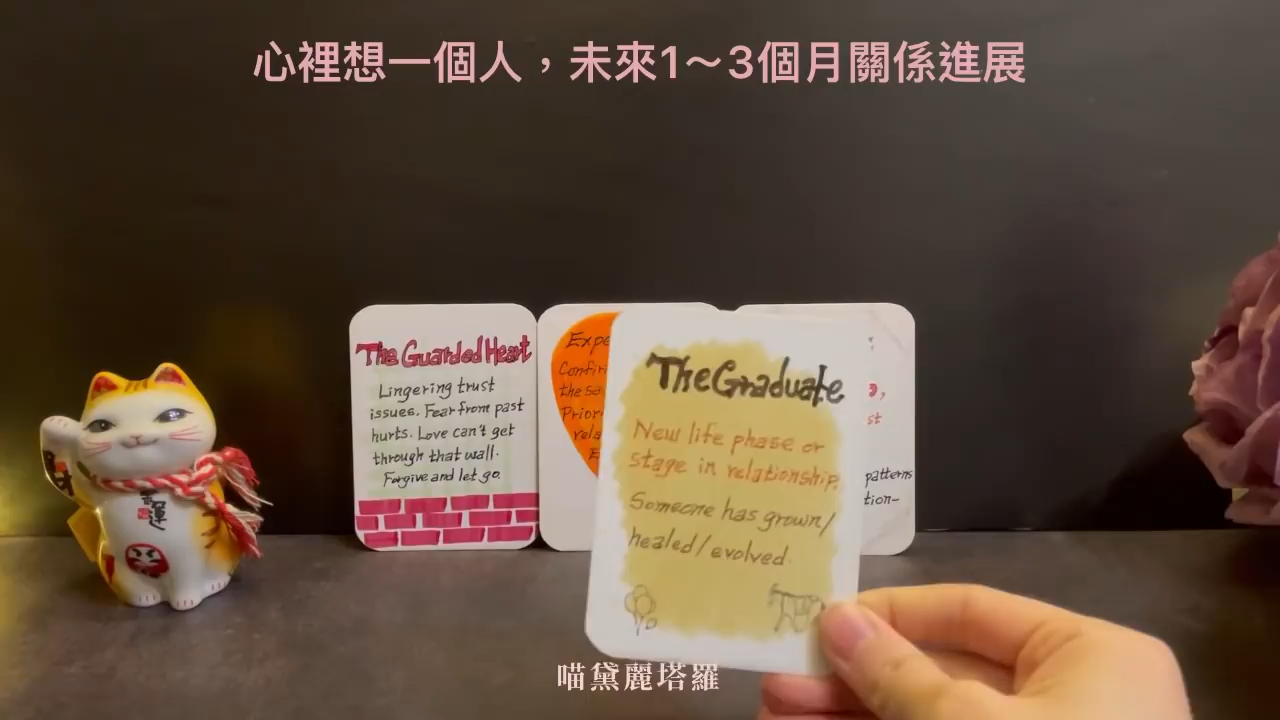 心裡想一個人，未來1～3個月關係進展
The Guarded Heart
Lingering trust
issues. Fear from past
hurts. Love can't get
through that wall.
Forgive and let go.
The Graduate
New life phase or
stage in relationship.
Someone has grown/
healed/evolved.
patterns
喵黛麗塔羅